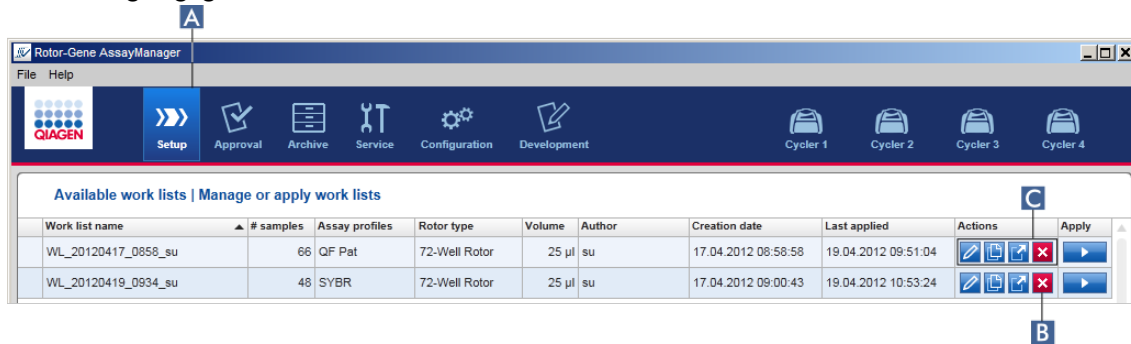 A
Rotor-Gene AssayManager
File Help
QIAGEN
Setup Approval Archive Service Configuration Development Cycler 1 Cycler 2 Cycler 3 Cycler 4
Available work lists | Manage or apply work lists
C
Work list name # samples Assay profiles Rotor type Volume Author Creation date Last applied Actions Apply
WL_20120417_0858_su 66 QF Pat 72-Well Rotor 25 µl su 17.04.2012 08:58:58 19.04.2012 09:51:04
WL_20120419_0934_su 48 SYBR 72-Well Rotor 25 µl su 17.04.2012 09:00:43 19.04.2012 10:53:24
B